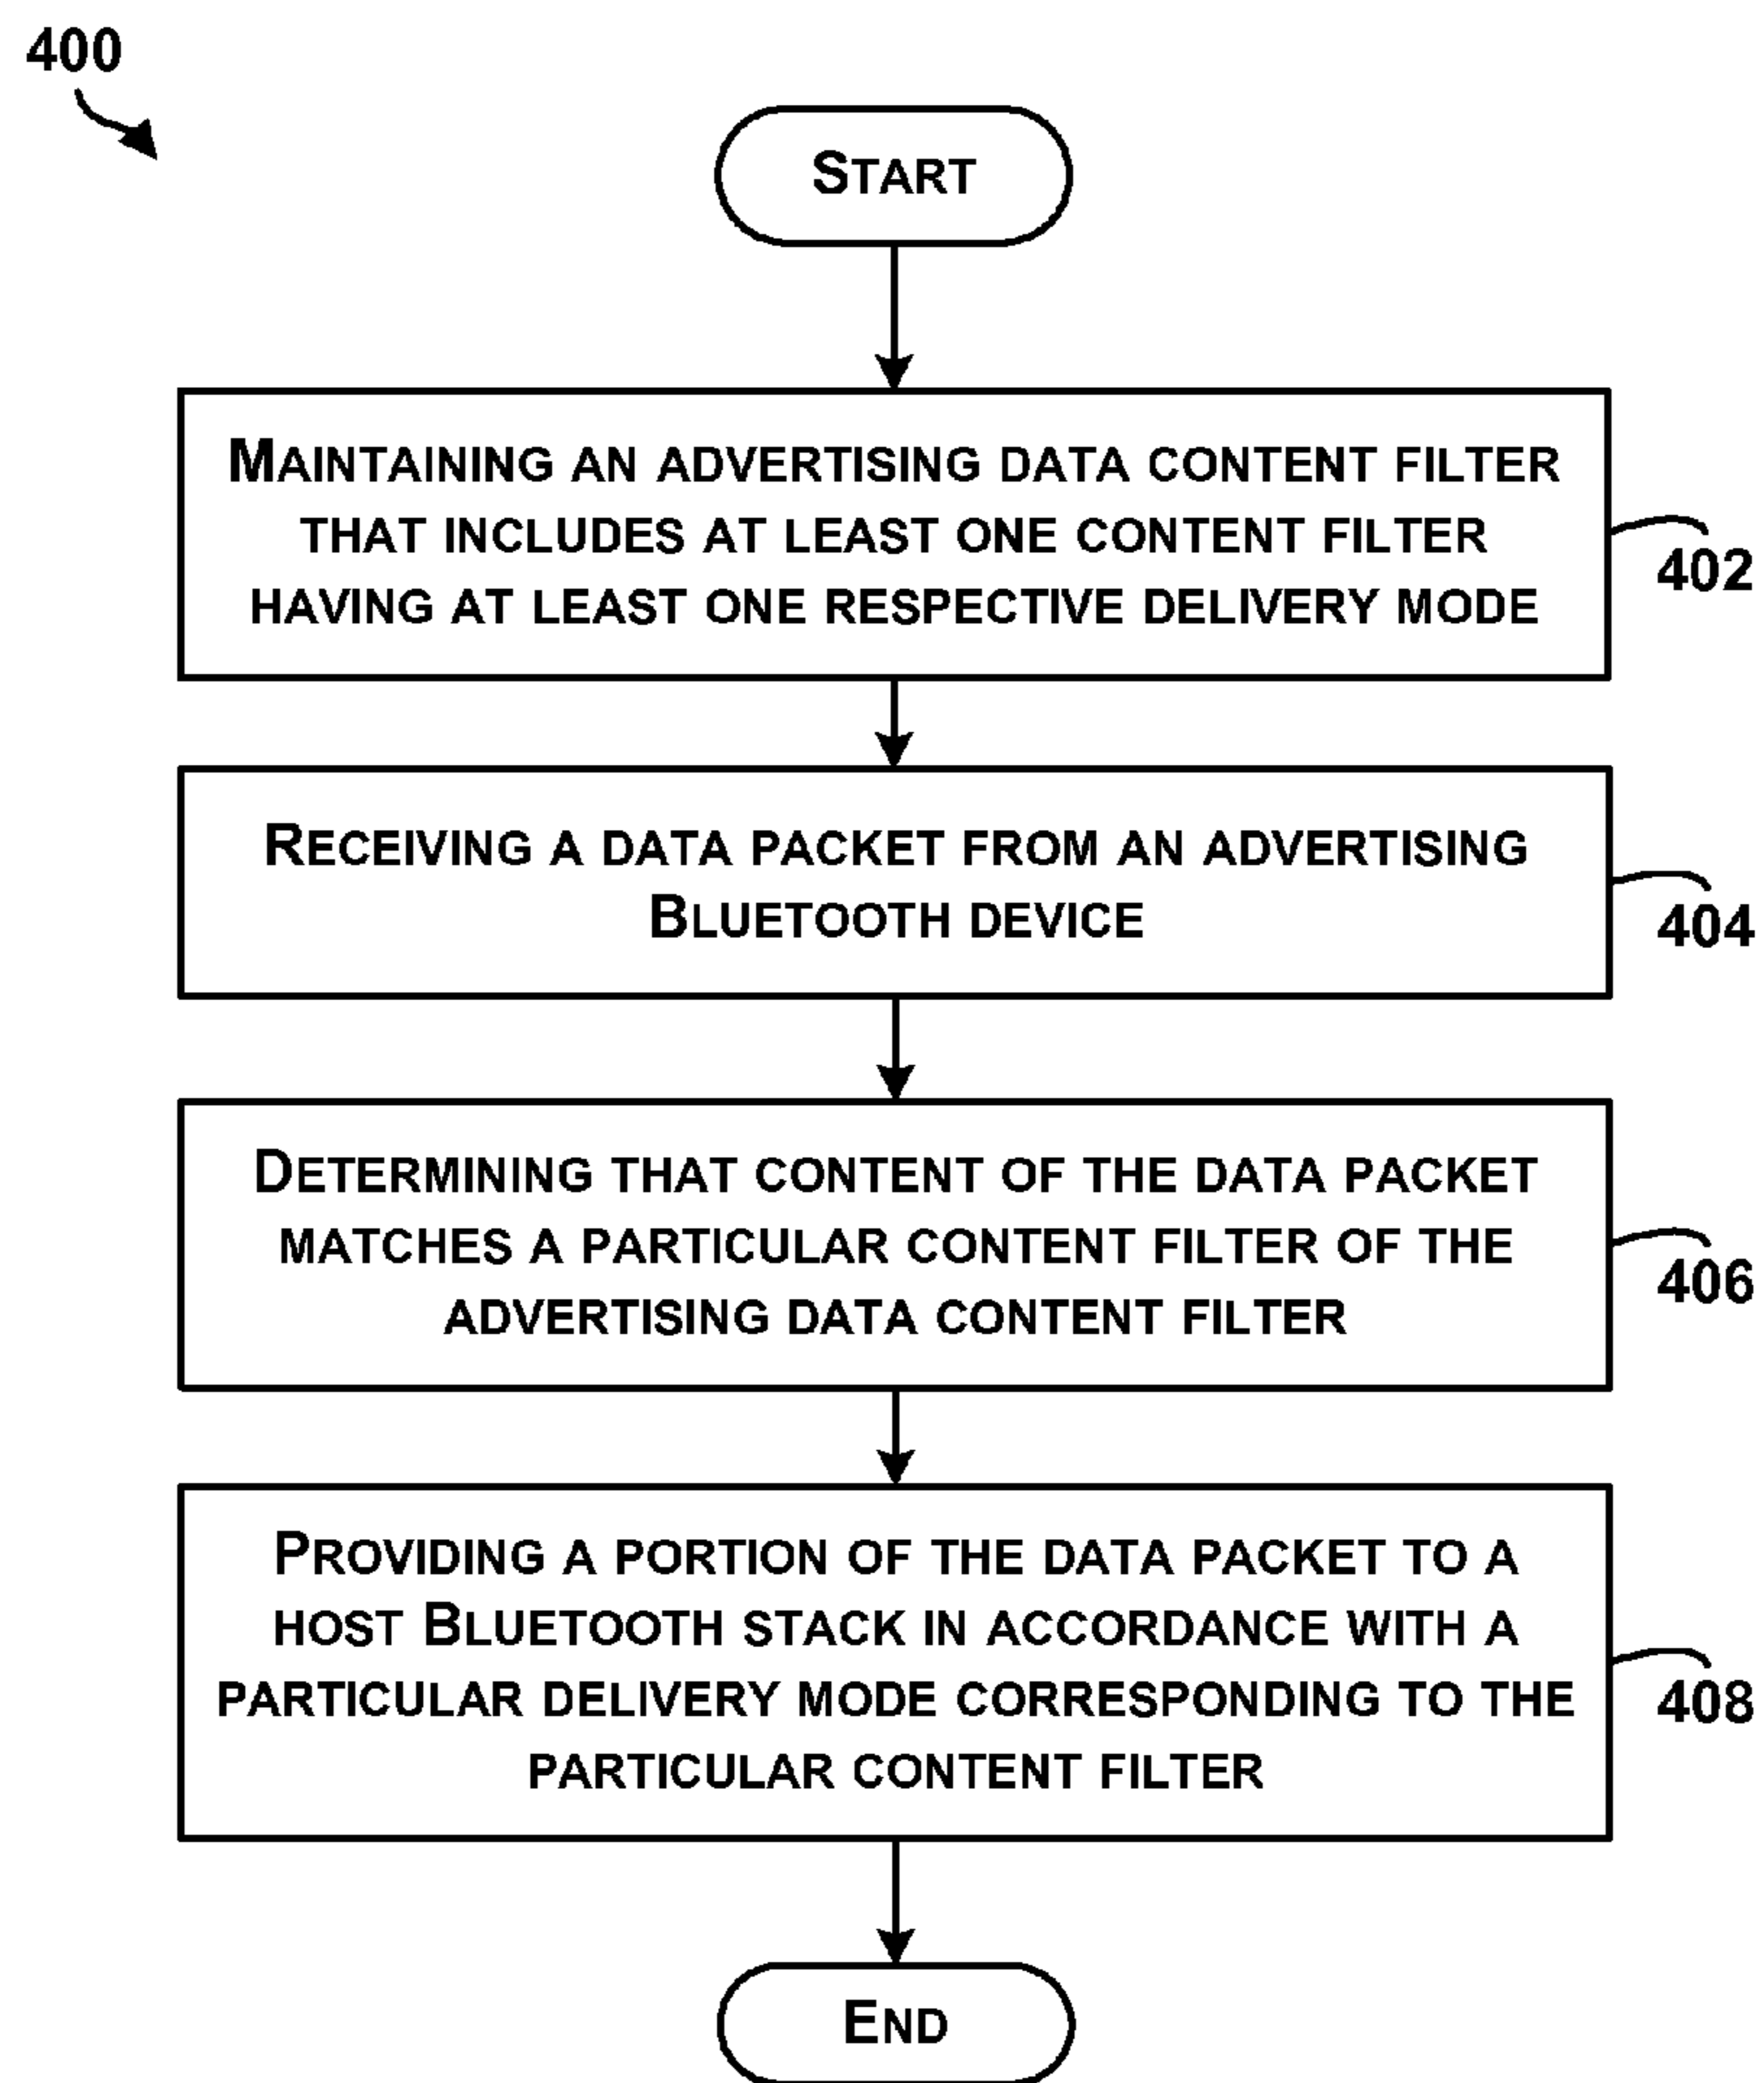 400
START
MAINTAINING AN ADVERTISING DATA CONTENT FILTER
THAT INCLUDES AT LEAST ONE CONTENT FILTER
HAVING AT LEAST ONE RESPECTIVE DELIVERY MODE
402
RECEIVING A DATA PACKET FROM AN ADVERTISING
BLUETOOTH DEVICE
404
DETERMINING THAT CONTENT OF THE DATA PACKET
MATCHES A PARTICULAR CONTENT FILTER OF THE
ADVERTISING DATA CONTENT FILTER
406
PROVIDING A PORTION OF THE DATA PACKET TO A
HOST BLUETOOTH STACK IN ACCORDANCE WITH A
PARTICULAR DELIVERY MODE CORRESPONDING TO THE
PARTICULAR CONTENT FILTER
408
END